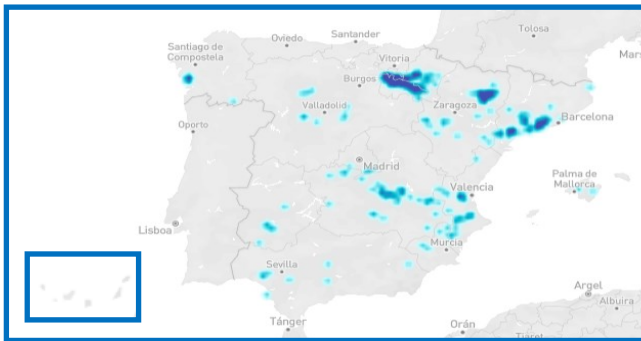 Tolosa
Oviedo
Santander
Santiago de
Compostela
Vitoria
Burgos
Valladolid
Zaragoza
Barcelona
Oporto
Madrid
Palma de
Mallorca
Valencia
Lisboa
Murcia
Sevilla
Argel
Albuira
Tánger
Orán
Tiaret